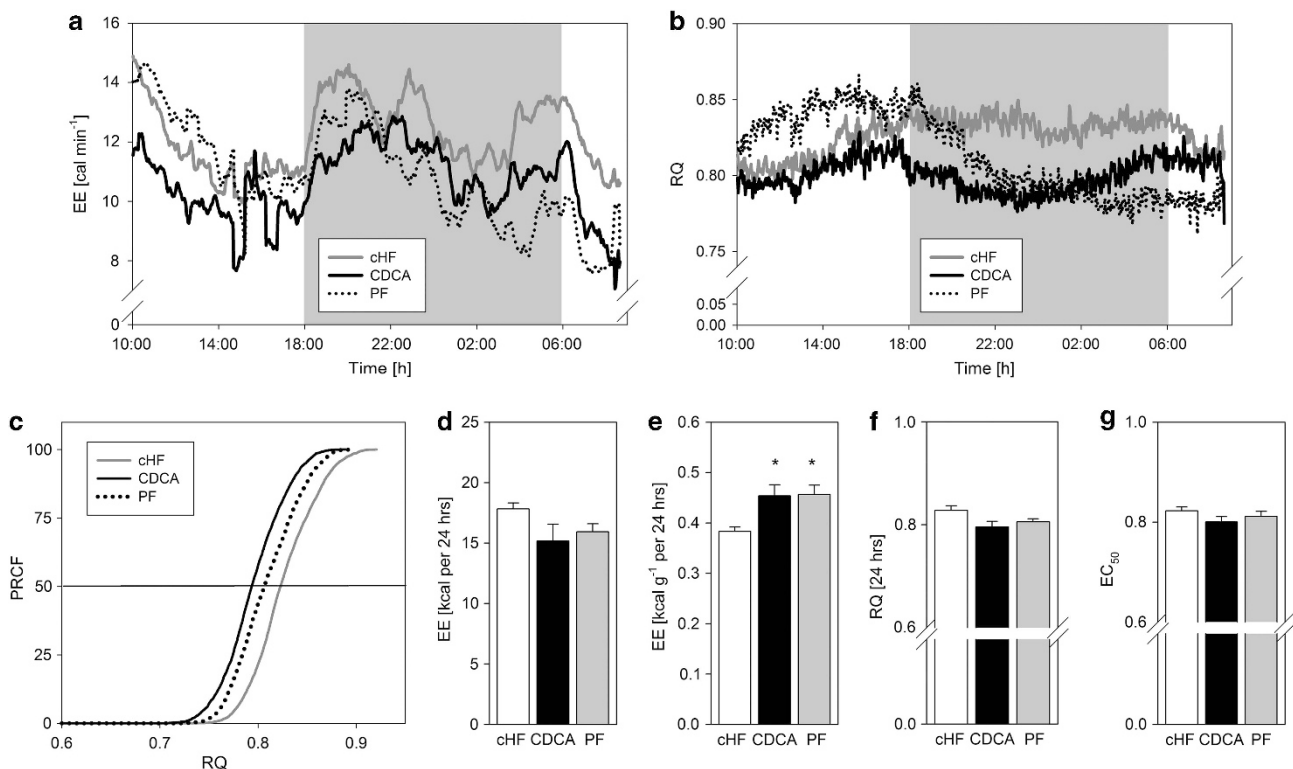 a
16
14
12
10
8
0
EE [cal min⁻¹]
cHF
CDCA
PF
10:00 14:00 18:00 22:00 02:00 06:00
Time [h]
b
0.90
0.85
0.80
0.75
0.05
0.00
RQ
cHF
CDCA
PF
10:00 14:00 18:00 22:00 02:00 06:00
Time [h]
c
100
75
50
25
0
PRCF
cHF
CDCA
PF
0.6 0.7 0.8 0.9
RQ
d
25
20
15
10
5
0
EE [kcal per 24 hrs]
cHF CDCA PF
e
0.6
0.5
0.4
0.3
0.2
0.1
0.0
EE [kcal g⁻¹ per 24 hrs]
* *
cHF CDCA PF
f
1.0
0.8
0.6
0.0
RQ [24 hrs]
cHF CDCA PF
g
1.0
0.8
0.6
0.0
EC₅₀
cHF CDCA PF